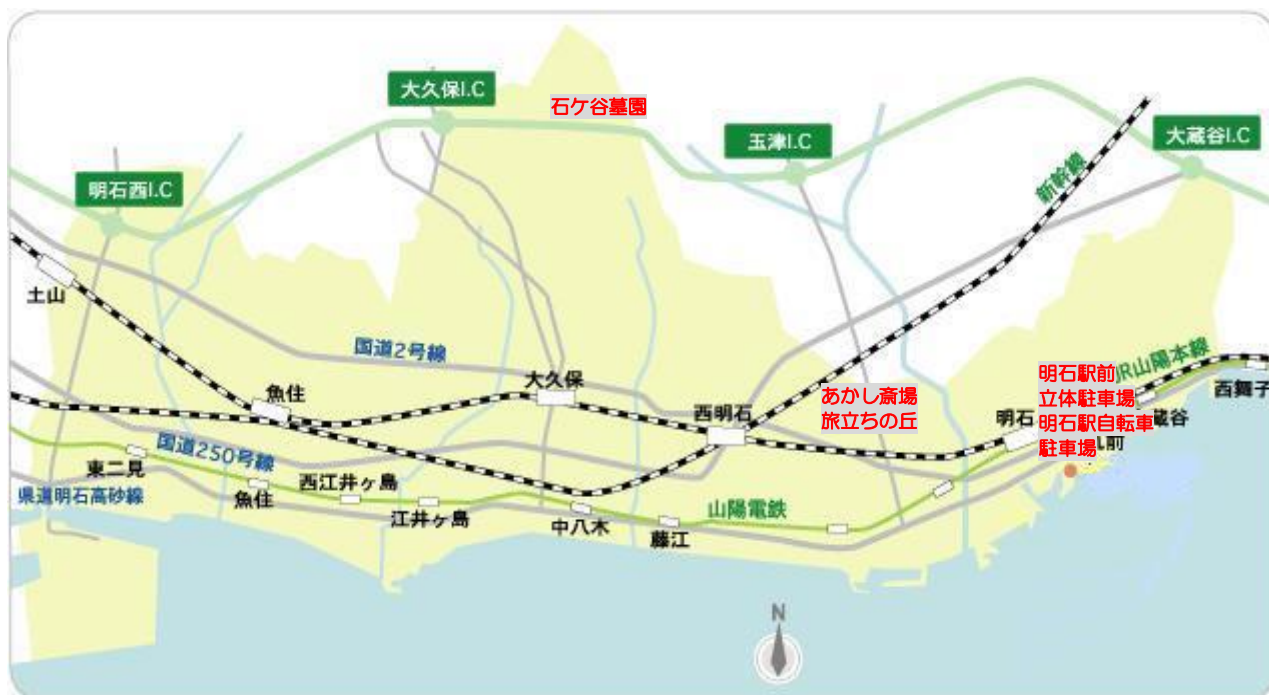 大久保I.C
石ケ谷墓園
玉津I.C
大蔵谷I.C
明石西I.C
新幹線
土山
国道2号線
大久保
魚住
西明石
あかし斎場
旅立ちの丘
明石駅前
立体駐車場
明石駅自転車
駐車場
JR山陽本線
西舞子
蔵谷
明石
前
国道250号線
東二見
魚住
西江井ヶ島
県道明石高砂線
江井ヶ島
中八木
藤江
山陽電鉄
N